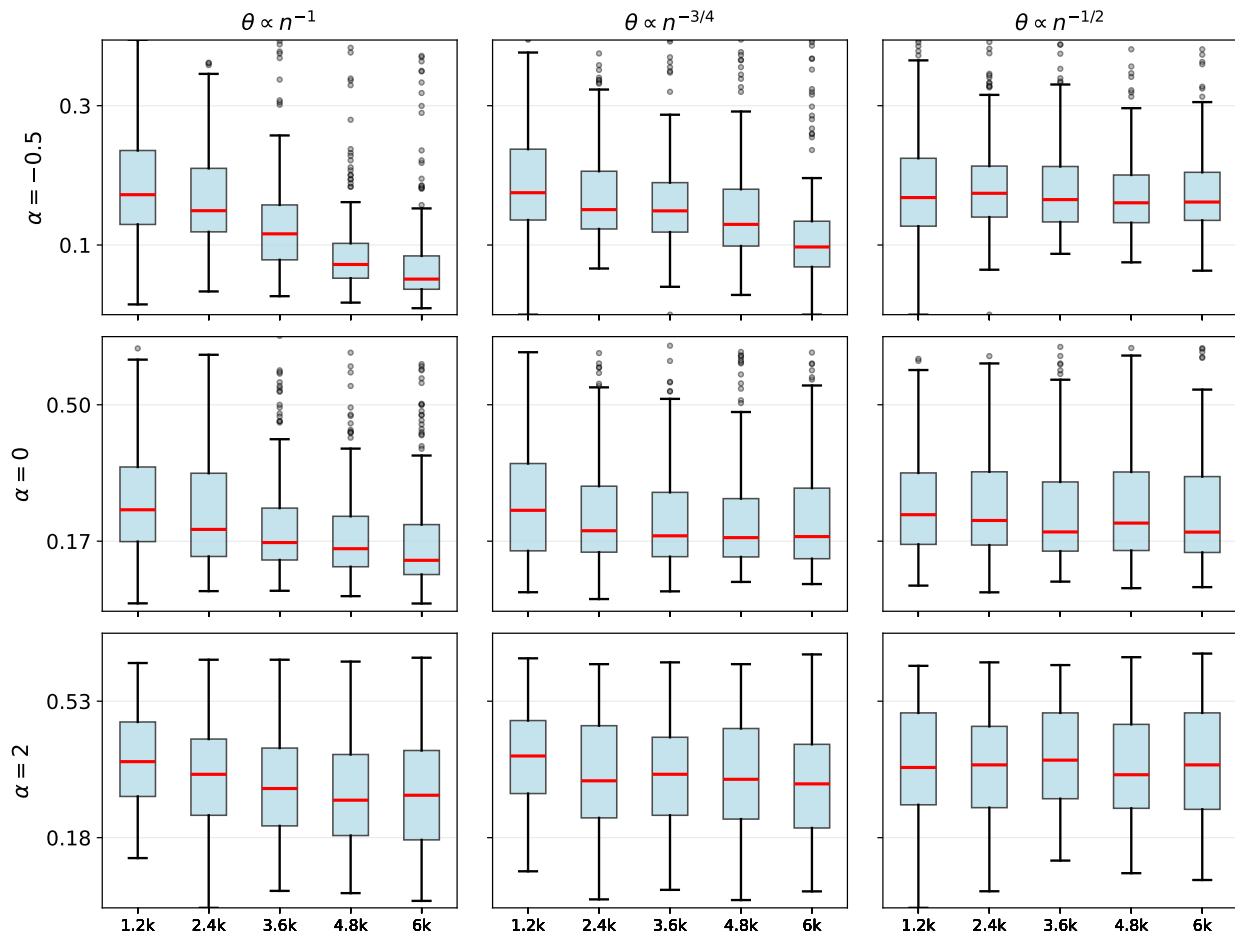 θ ∝ n⁻¹
θ ∝ n⁻³/⁴
θ ∝ n⁻¹/²
α = −0.5
0.3
0.1
α = 0
0.50
0.17
α = 2
0.53
0.18
1.2k 2.4k 3.6k 4.8k 6k
1.2k 2.4k 3.6k 4.8k 6k
1.2k 2.4k 3.6k 4.8k 6k